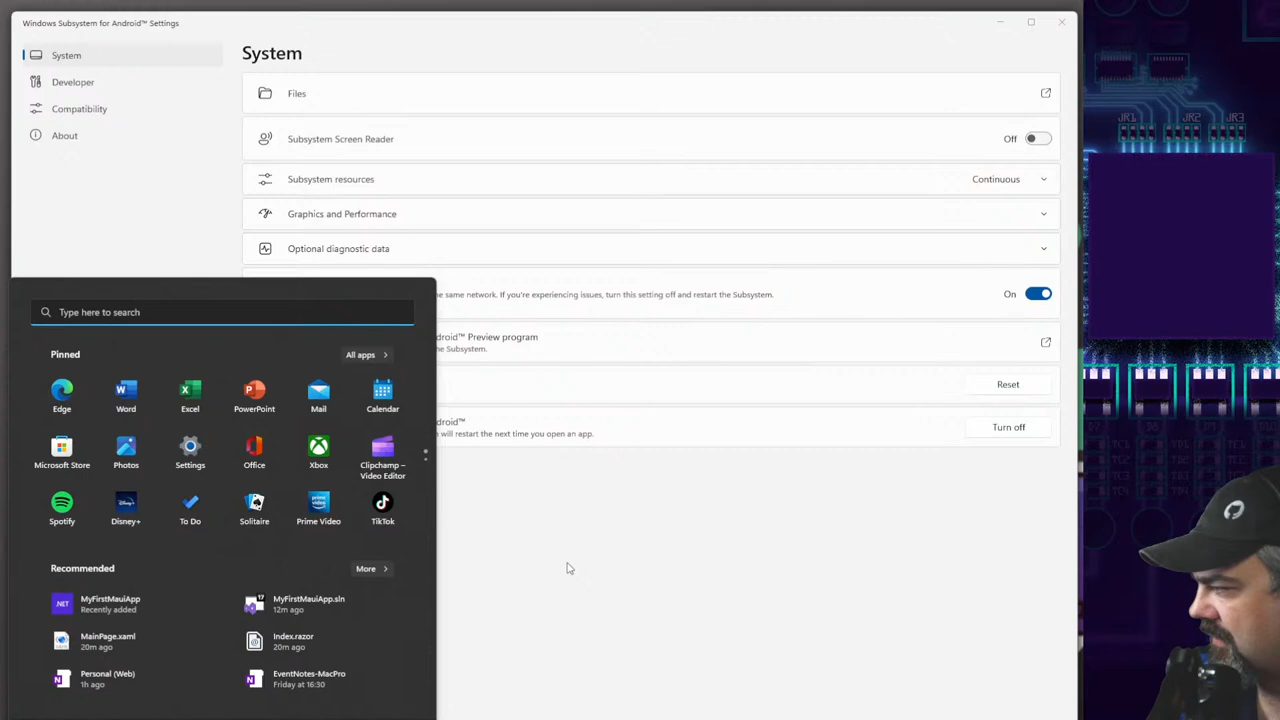 Windows Subsystem for Android™ Settings
System
Developer
Compatibility
About
System
Files
Subsystem Screen Reader
Off
Subsystem resources
Continuous
Graphics and Performance
Optional diagnostic data
he same network. If you're experiencing issues, turn this setting off and restart the Subsystem.
On
droid™ Preview program
the Subsystem.
Reset
droid™
will restart the next time you open an app.
Turn off
Type here to search
Pinned
All apps
Edge
Word
Excel
PowerPoint
Mail
Calendar
Microsoft Store
Photos
Settings
Office
Xbox
Clipchamp – Video Editor
Spotify
Disney+
To Do
Solitaire
Prime Video
TikTok
Recommended
More
.NET
MyFirstMauiApp
Recently added
MyFirstMauiApp.sln
12m ago
MainPage.xaml
20m ago
Index.razor
20m ago
Personal (Web)
1h ago
EventNotes-MacPro
Friday at 16:30
JR1
JR2
JR3